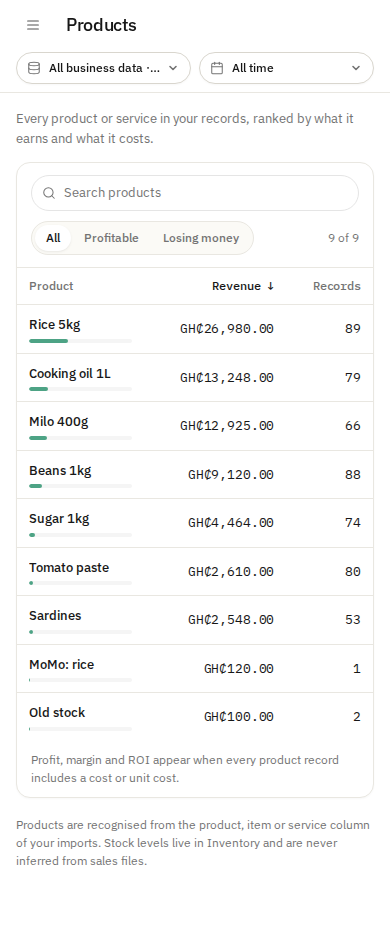 Products
All business data ·...
All time
Every product or service in your records, ranked by what it
earns and what it costs.
Search products
All
Profitable
Losing money
9 of 9
Product Revenue ↓ Records
Rice 5kg GH₵26,980.00 89
Cooking oil 1L GH₵13,248.00 79
Milo 400g GH₵12,925.00 66
Beans 1kg GH₵9,120.00 88
Sugar 1kg GH₵4,464.00 74
Tomato paste GH₵2,610.00 80
Sardines GH₵2,548.00 53
MoMo: rice GH₵120.00 1
Old stock GH₵100.00 2
Profit, margin and ROI appear when every product record
includes a cost or unit cost.
Products are recognised from the product, item or service column
of your imports. Stock levels live in Inventory and are never
inferred from sales files.